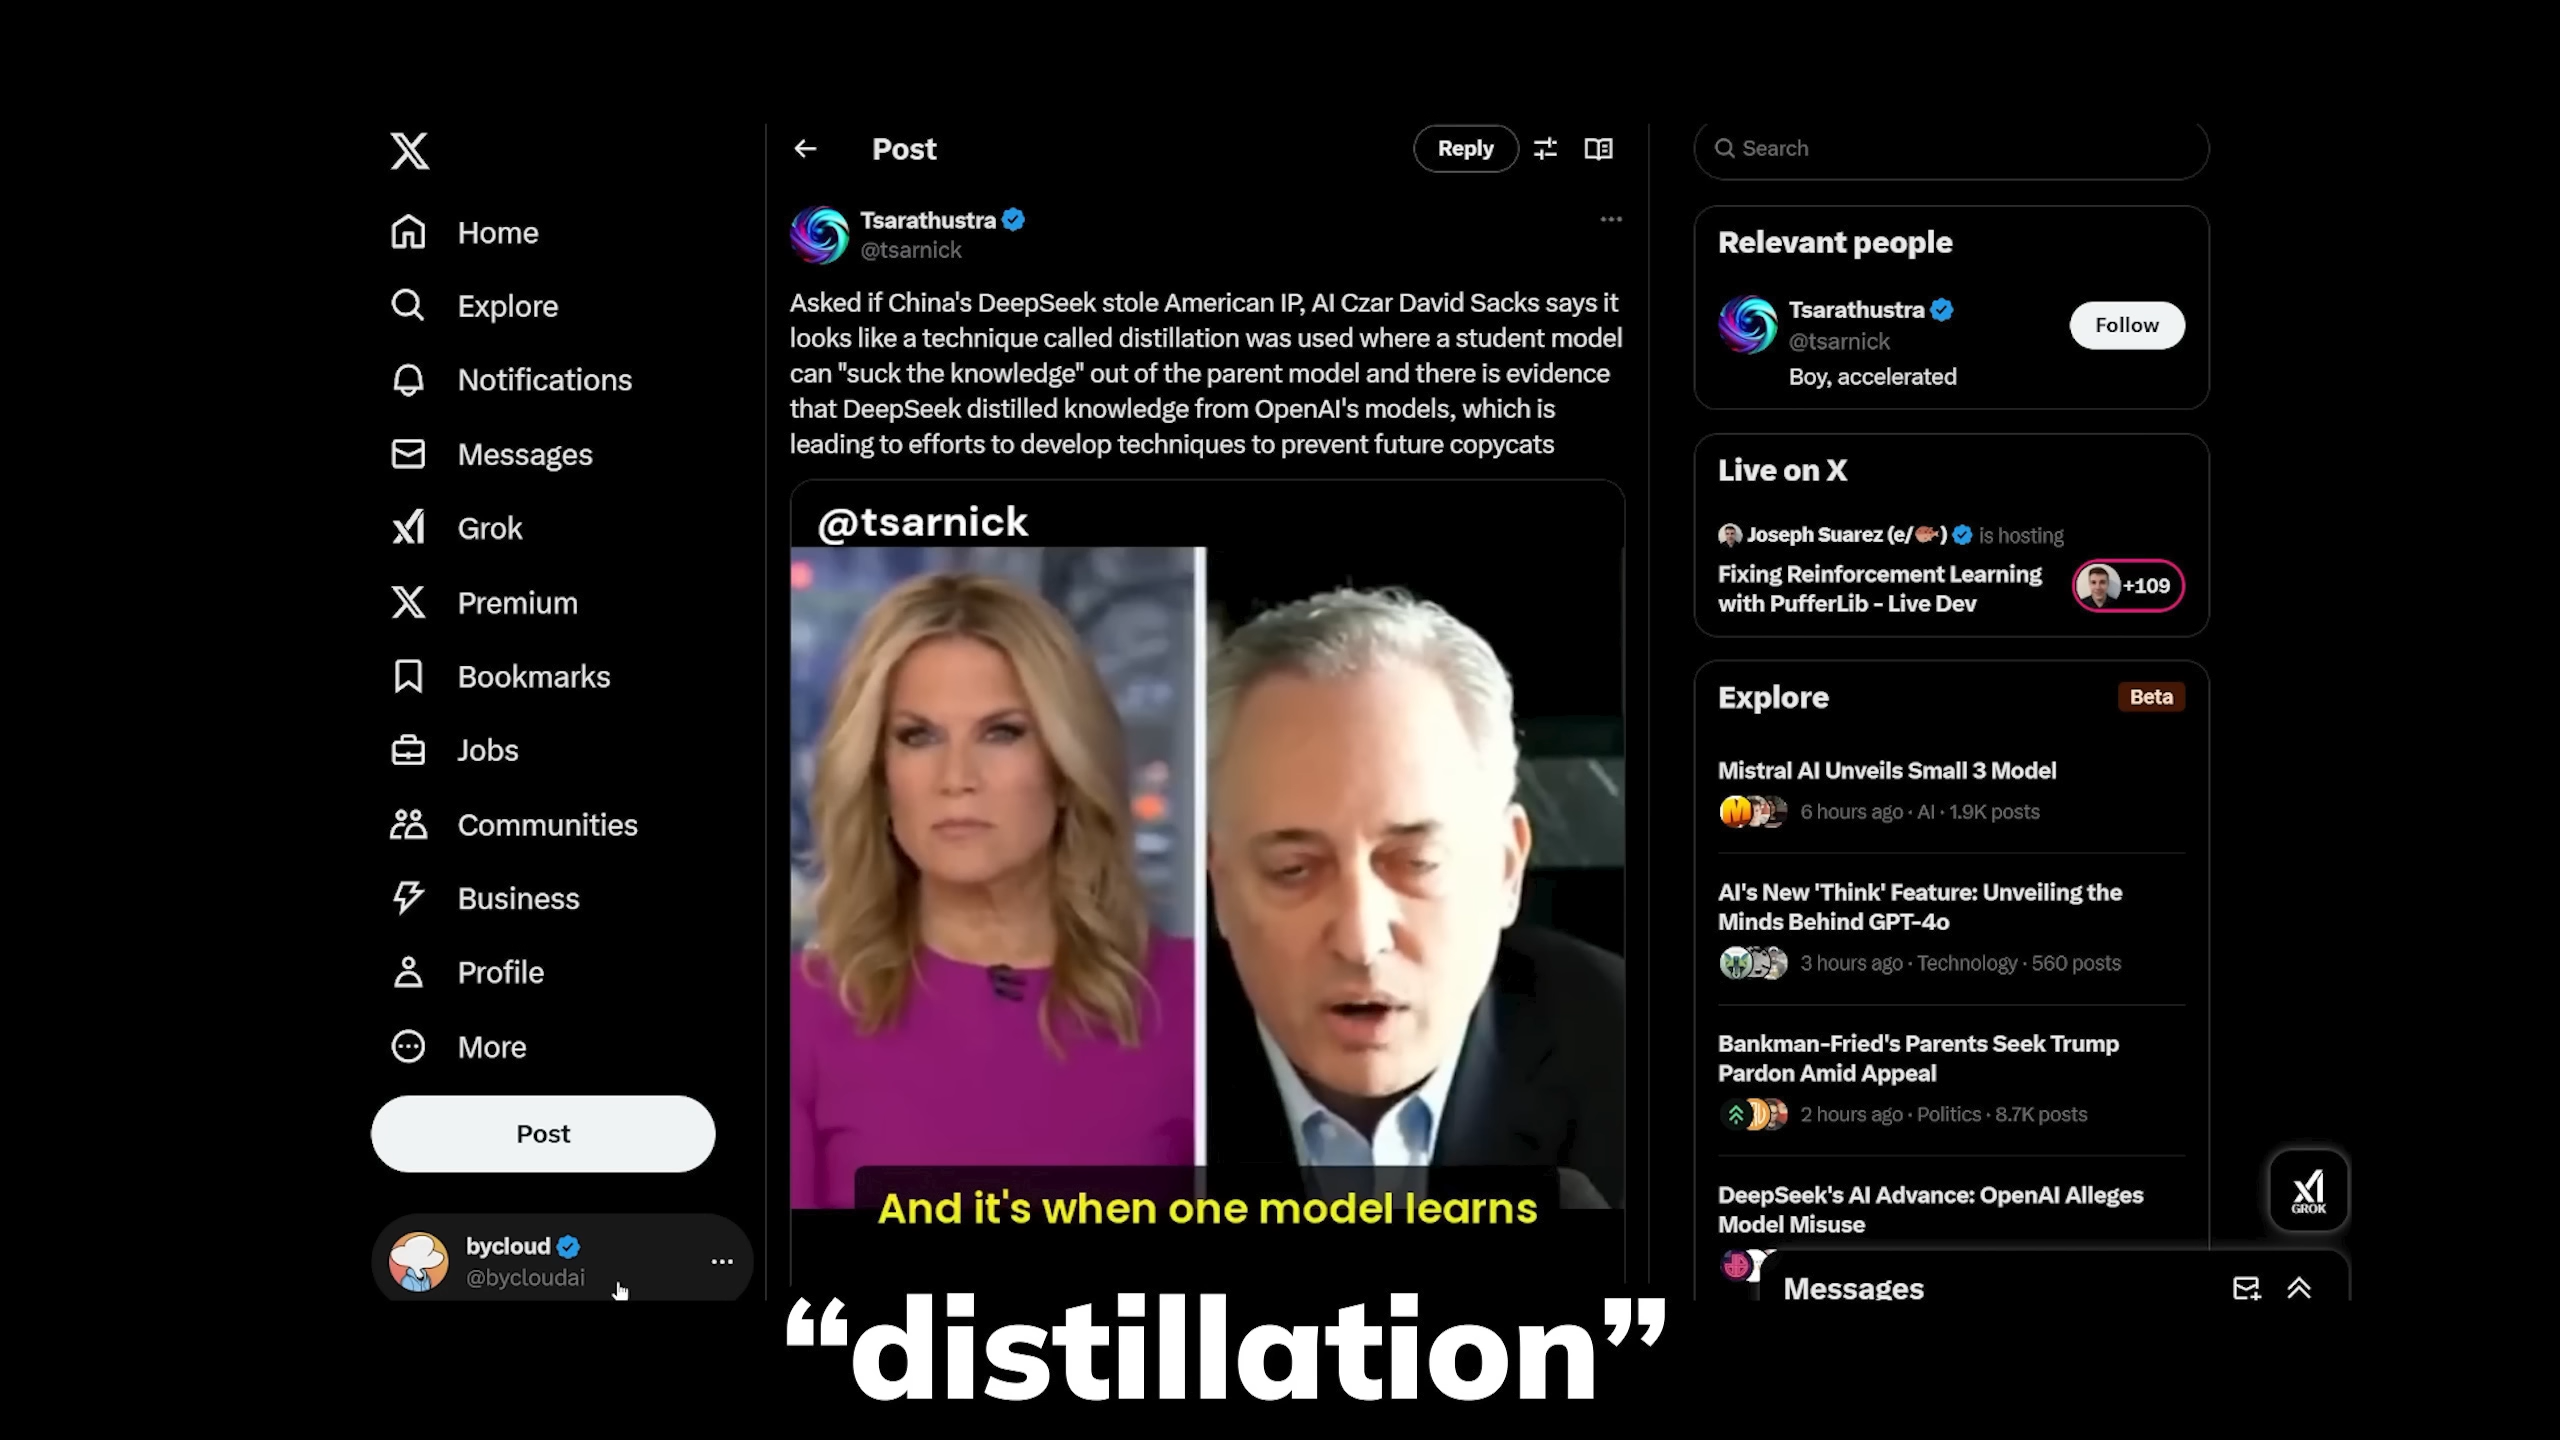 Home
Explore
Notifications
Messages
Grok
Premium
Bookmarks
Jobs
Communities
Business
Profile
More
Post
bycloud
@bycloudai
Post
Reply
Tsarathustra
@tsarnick
Asked if China's DeepSeek stole American IP, AI Czar David Sacks says it
looks like a technique called distillation was used where a student model
can "suck the knowledge" out of the parent model and there is evidence
that DeepSeek distilled knowledge from OpenAI's models, which is
leading to efforts to develop techniques to prevent future copycats
@tsarnick
And it's when one model learns
“distillation”
Search
Relevant people
Tsarathustra
@tsarnick
Follow
Boy, accelerated
Live on X
Joseph Suarez (e/🐡) is hosting
Fixing Reinforcement Learning
with PufferLib - Live Dev
+109
Explore
Beta
Mistral AI Unveils Small 3 Model
6 hours ago · AI · 1.9K posts
AI's New 'Think' Feature: Unveiling the
Minds Behind GPT-4o
3 hours ago · Technology · 560 posts
Bankman-Fried's Parents Seek Trump
Pardon Amid Appeal
2 hours ago · Politics · 8.7K posts
DeepSeek's AI Advance: OpenAI Alleges
Model Misuse
GROK
Messages